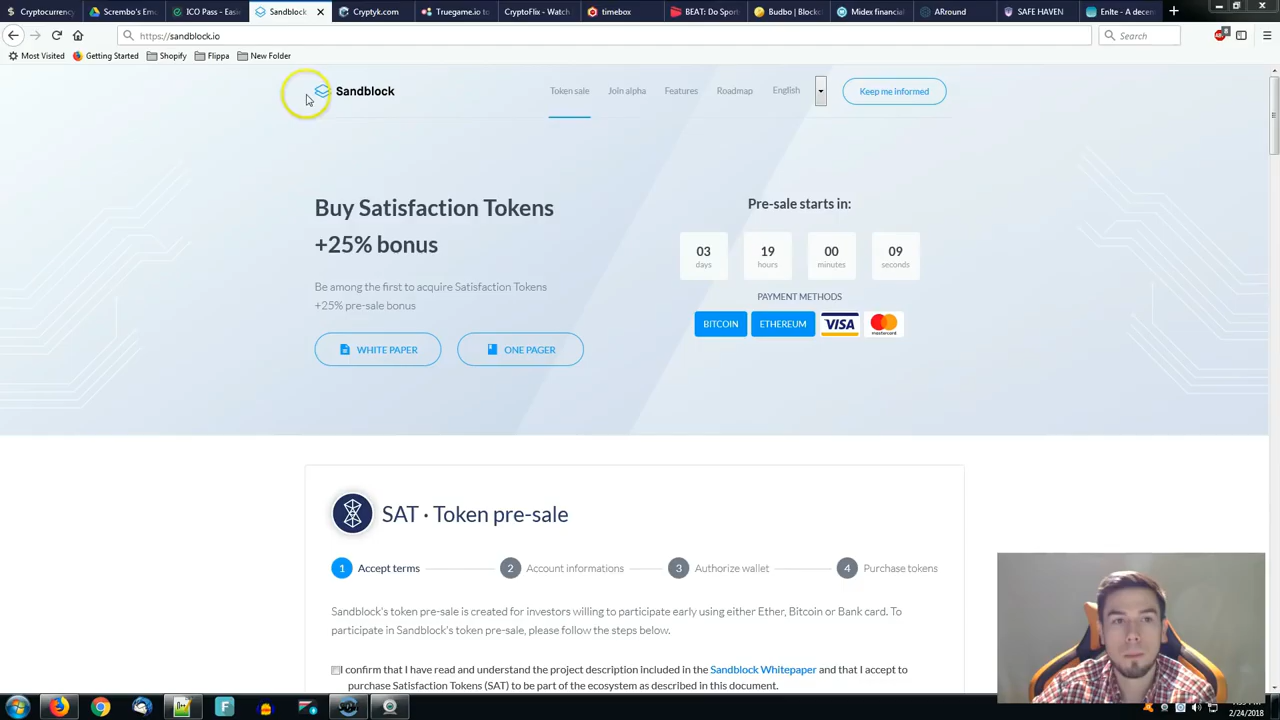 Cryptocurrency
Scrembo's Emo
ICO Pass - Easie
Sandblock
Cryptyk.com
Truegame.io to
CryptoFlix - Watch
timebox
BEAT: Do Sport
Budbo | Blockc
Midex financial
ARound
SAFE HAVEN
Enlte - A decem
https://sandblock.io
Search
Most Visited
Getting Started
Shopify
Flippa
New Folder
Sandblock
Token sale
Join alpha
Features
Roadmap
English
Keep me informed
Buy Satisfaction Tokens
+25% bonus
Be among the first to acquire Satisfaction Tokens
+25% pre-sale bonus
WHITE PAPER
ONE PAGER
Pre-sale starts in:
03 19 00 09
days hours minutes seconds
PAYMENT METHODS
BITCOIN ETHEREUM VISA mastercard
SAT · Token pre-sale
1 Accept terms 2 Account informations 3 Authorize wallet 4 Purchase tokens
Sandblock's token pre-sale is created for investors willing to participate early using either Ether, Bitcoin or Bank card. To
participate in Sandblock's token pre-sale, please follow the steps below.
I confirm that I have read and understand the project description included in the Sandblock Whitepaper and that I accept to
purchase Satisfaction Tokens (SAT) to be part of the ecosystem as described in this document.
2/24/2018